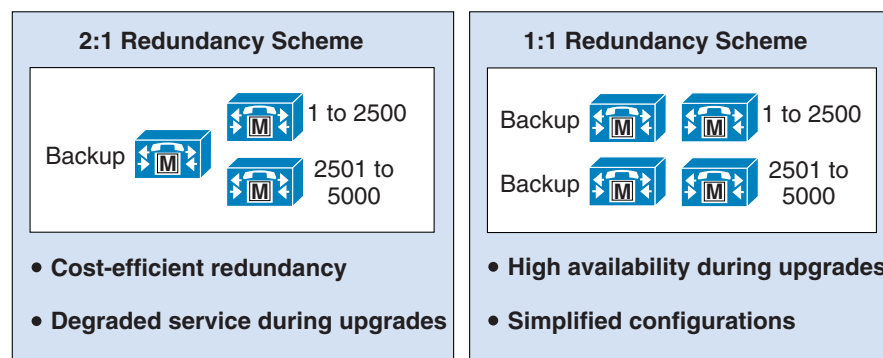 2:1 Redundancy Scheme
Backup
M
M
1 to 2500
M
2501 to
5000
• Cost-efficient redundancy
• Degraded service during upgrades
1:1 Redundancy Scheme
Backup
M
M
1 to 2500
Backup
M
M
2501 to
5000
• High availability during upgrades
• Simplified configurations